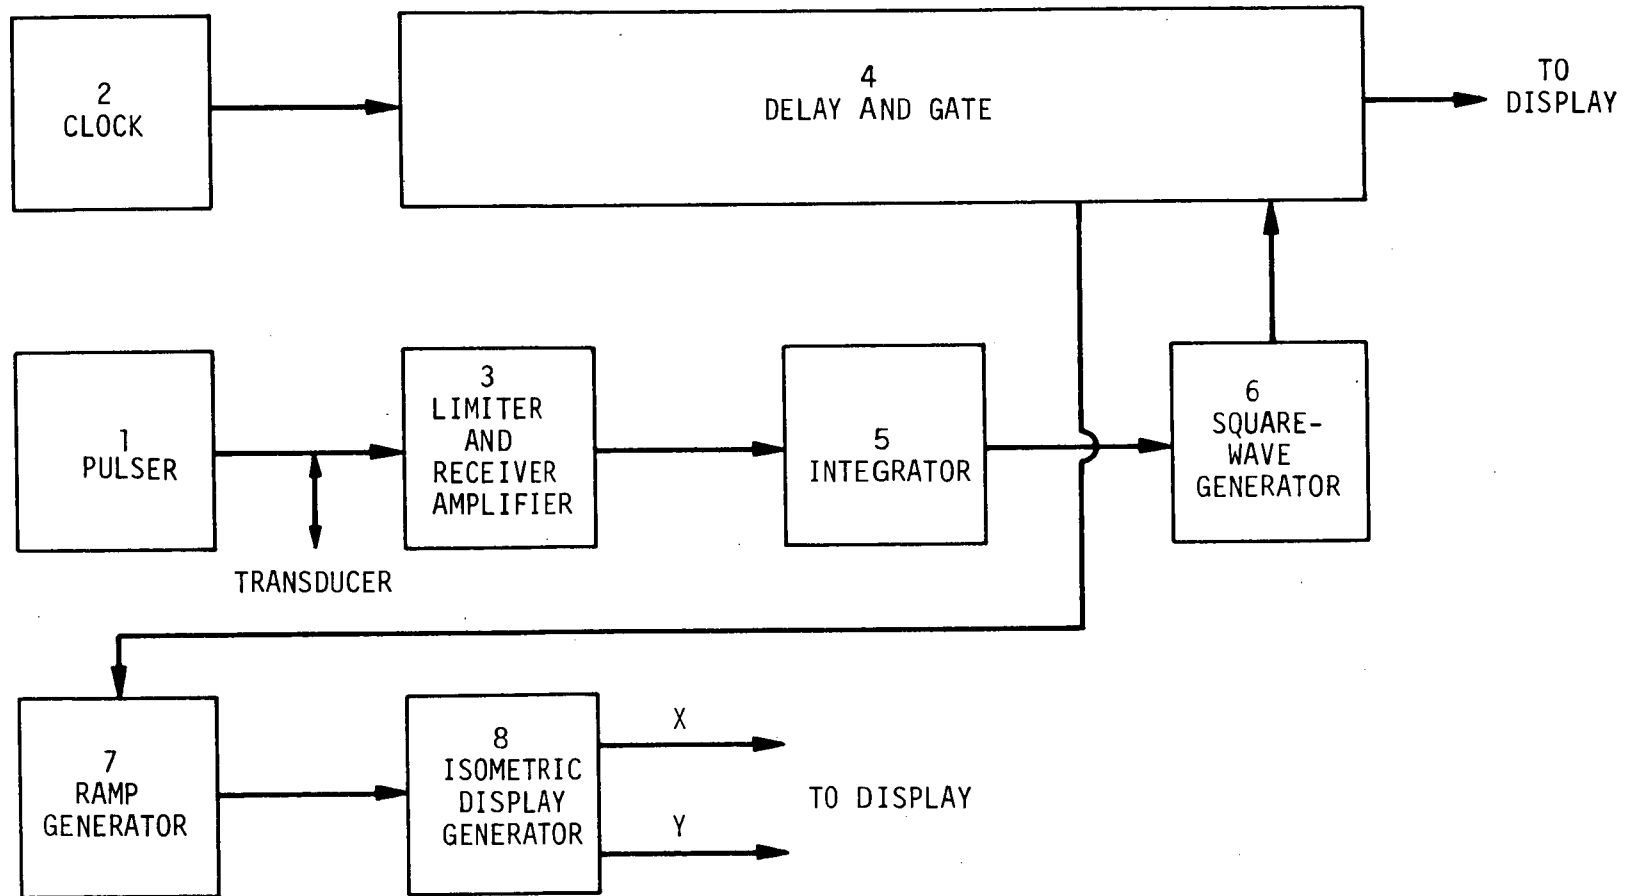 2
CLOCK
4
DELAY AND GATE
TO
DISPLAY
1
PULSER
TRANSDUCER
3
LIMITER
AND
RECEIVER
AMPLIFIER
5
INTEGRATOR
6
SQUARE-
WAVE
GENERATOR
7
RAMP
GENERATOR
8
ISOMETRIC
DISPLAY
GENERATOR
X
Y
TO DISPLAY